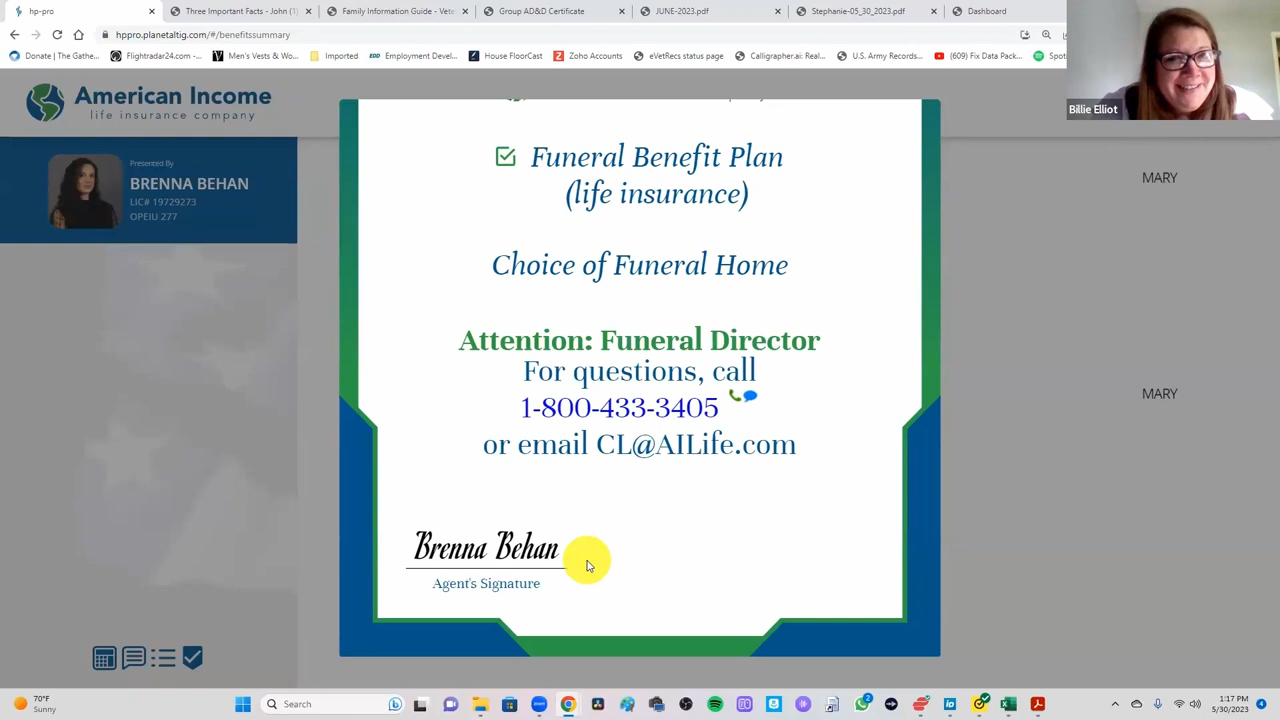 hp-pro
Three Important Facts - John (1)
Family Information Guide - Vete
Group AD&D Certificate
JUNE-2023.pdf
Stephanie-05_30_2023.pdf
Dashboard
hppro.planetaltig.com/#/benefitssummary
Donate | The Gathe...
Flightradar24.com -...
Men's Vests & Wo...
Imported
EDD Employment Devel...
House FloorCast
Zoho Accounts
eVetRecs status page
Calligrapher.ai: Real...
U.S. Army Records...
(609) Fix Data Pack...
Spot
Billie Elliot
American Income
life insurance company
Presented By
BRENNA BEHAN
LIC# 19729273
OPEIU 277
Funeral Benefit Plan
(life insurance)
Choice of Funeral Home
Attention: Funeral Director
For questions, call
1-800-433-3405
or email CL@AILife.com
Brenna Behan
Agent's Signature
MARY
MARY
70°F
Sunny
Search
1:17 PM
5/30/2023